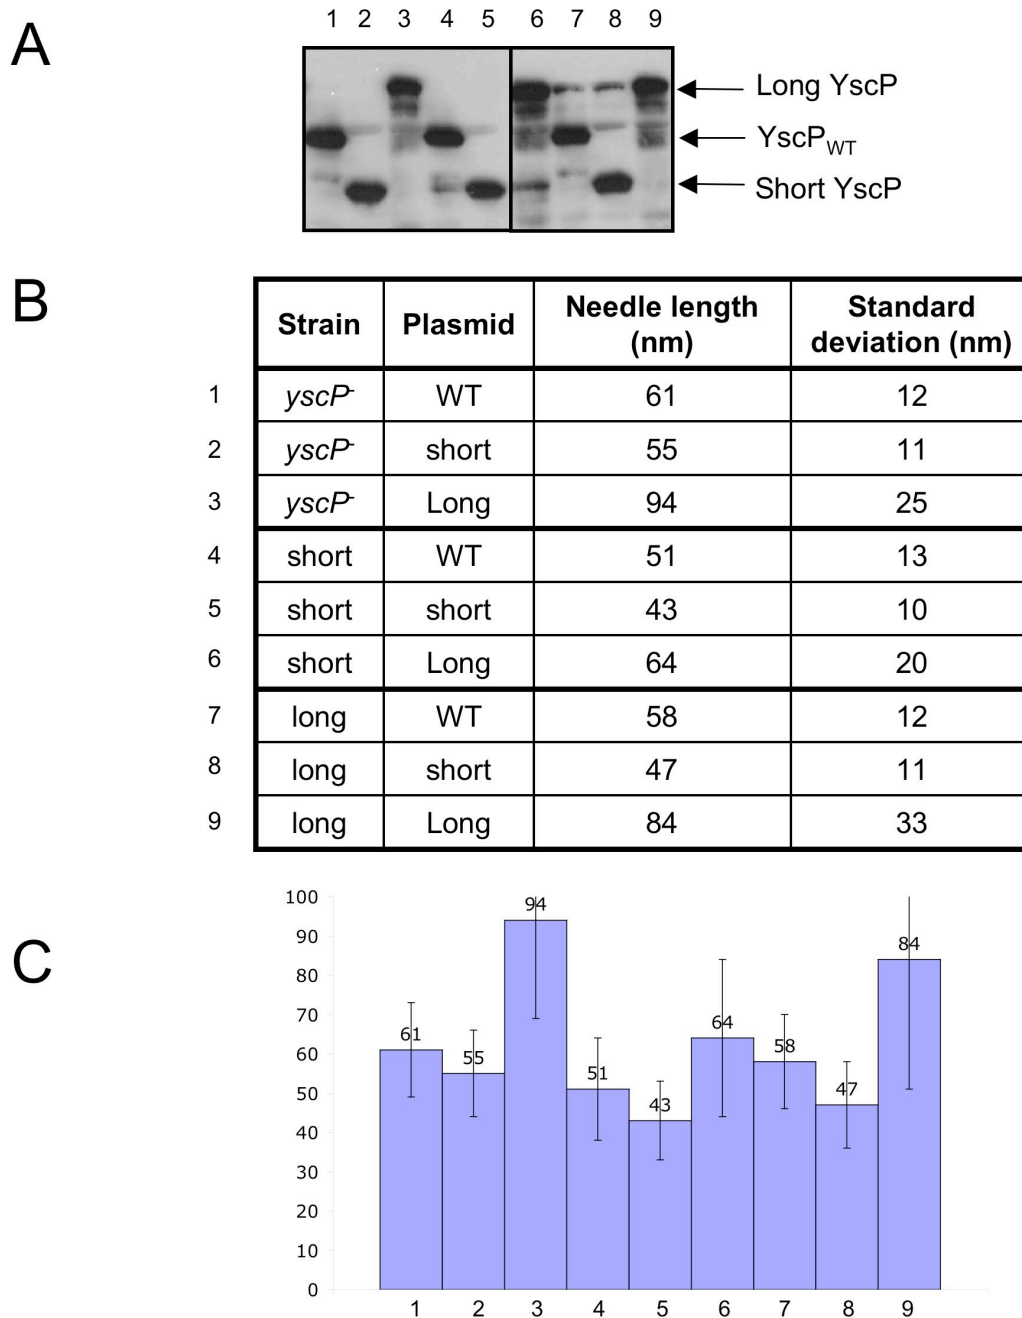 A
1 2 3 4 5 6 7 8 9
Long YscP
YscPWT
Short YscP
B
Strain Plasmid Needle length (nm) Standard deviation (nm)
1 yscP- WT 61 12
2 yscP- short 55 11
3 yscP- Long 94 25
4 short WT 51 13
5 short short 43 10
6 short Long 64 20
7 long WT 58 12
8 long short 47 11
9 long Long 84 33
C
100
90
80
70
60
50
40
30
20
10
0
61 55 94 51 43 64 58 47 84
1 2 3 4 5 6 7 8 9